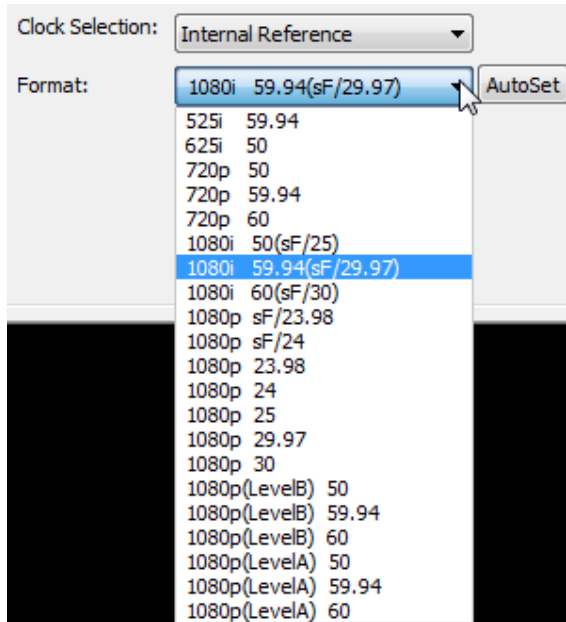 Clock Selection: Internal Reference
Format: 1080i 59.94(sF/29.97) AutoSet
525i 59.94
625i 50
720p 50
720p 59.94
720p 60
1080i 50(sF/25)
1080i 59.94(sF/29.97)
1080i 60(sF/30)
1080p sF/23.98
1080p sF/24
1080p 23.98
1080p 24
1080p 25
1080p 29.97
1080p 30
1080p(LevelB) 50
1080p(LevelB) 59.94
1080p(LevelB) 60
1080p(LevelA) 50
1080p(LevelA) 59.94
1080p(LevelA) 60